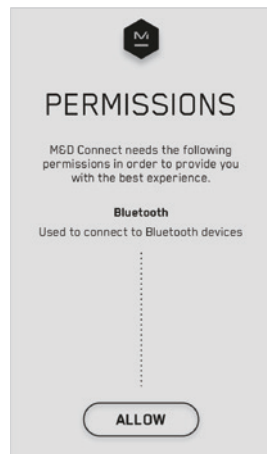 PERMISSIONS
M&D Connect needs the following
permissions in order to provide you
with the best experience.
Bluetooth
Used to connect to Bluetooth devices
ALLOW